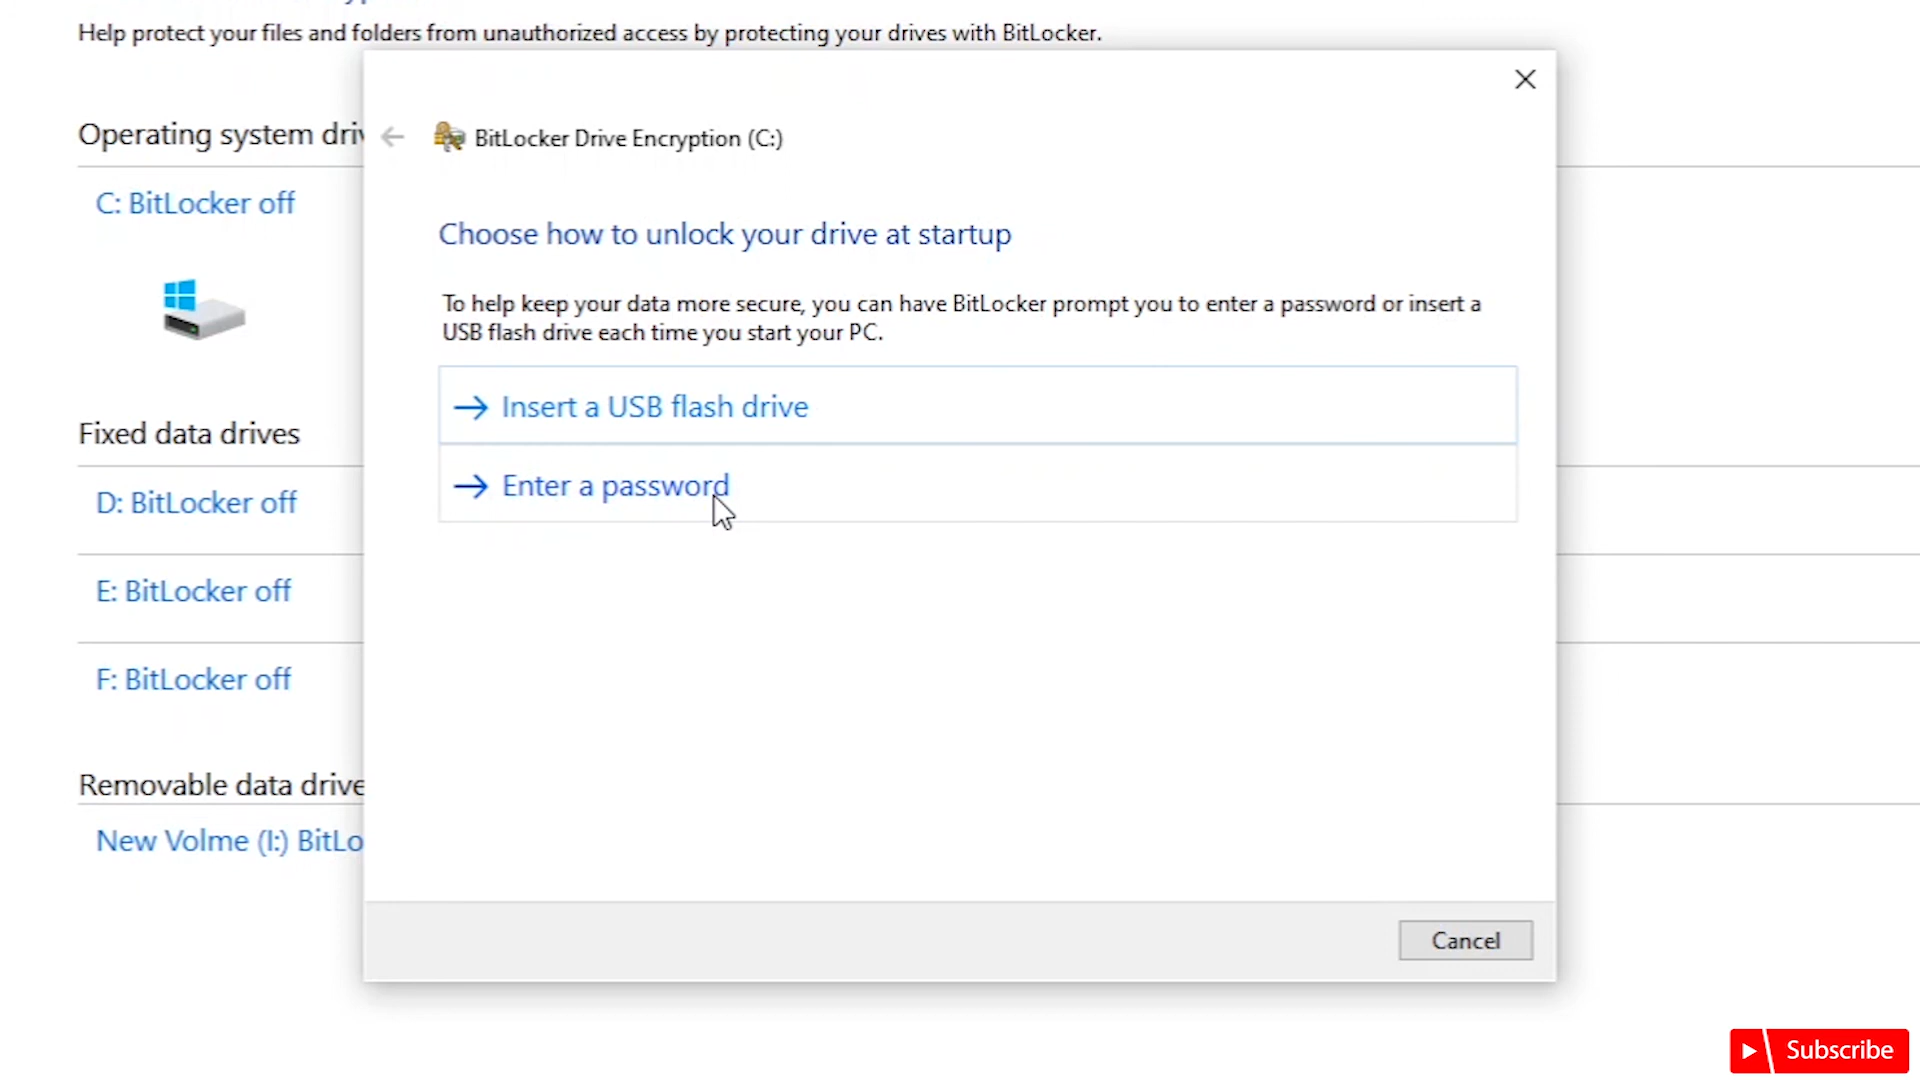 Help protect your files and folders from unauthorized access by protecting your drives with BitLocker.
Operating system
C: BitLocker off
Fixed data drives
D: BitLocker off
E: BitLocker off
F: BitLocker off
Removable data
New Volme (I:)
BitLocker Drive Encryption (C:)
Choose how to unlock your drive at startup
To help keep your data more secure, you can have BitLocker prompt you to enter a password or insert a
USB flash drive each time you start your PC.
Insert a USB flash drive
Enter a password
Cancel
Subscribe